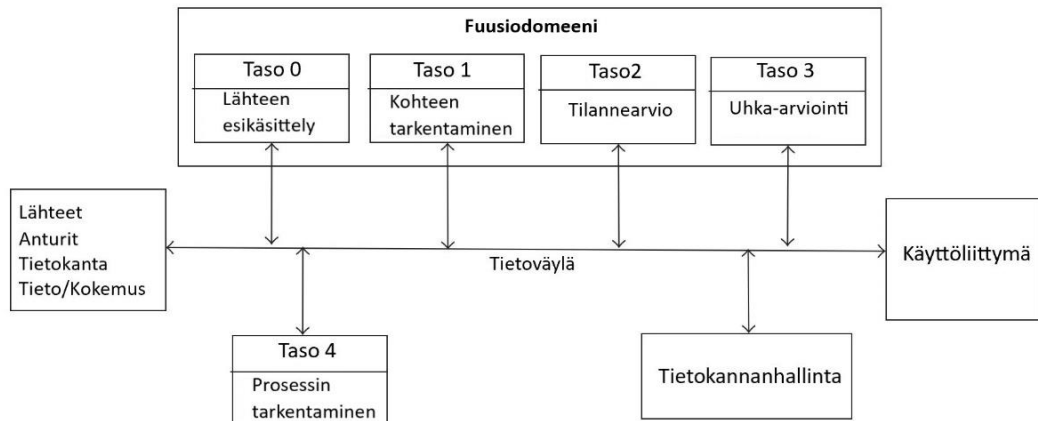 Fuusiodomeeni
Taso 0
Lähteen
esikäsittely
Taso 1
Kohteen
tarkentaminen
Taso2
Tilannearvio
Taso 3
Uhka-arviointi
Lähteet
Anturit
Tietokanta
Tieto/Kokemus
Tietoväylä
Käyttöliittymä
Taso 4
Prosessin
tarkentaminen
Tietokannanhallinta